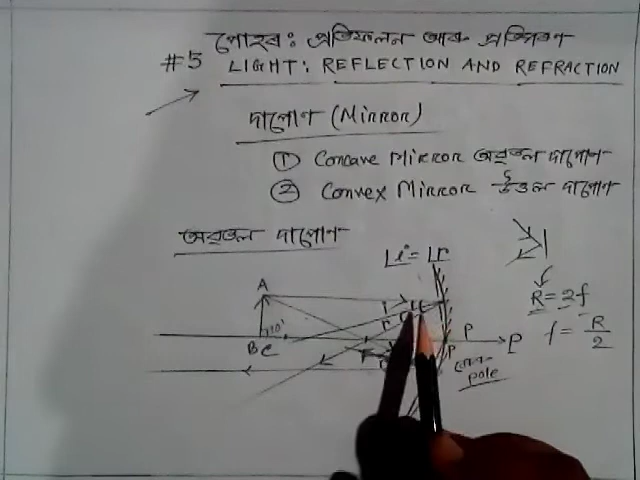 পোহৰ: প্ৰতিফলন আৰু প্ৰতিসৰণ
#5 LIGHT: REFLECTION AND REFRACTION
দাপোণ (Mirror)
① Concave Mirror অৱতল দাপোণ
② Convex Mirror উত্তল দাপোণ
অৱতল দাপোণ
∠i = ∠r
A
R = 2f
f = R/2
i
r
90°
B C
F
P
P
P
pole